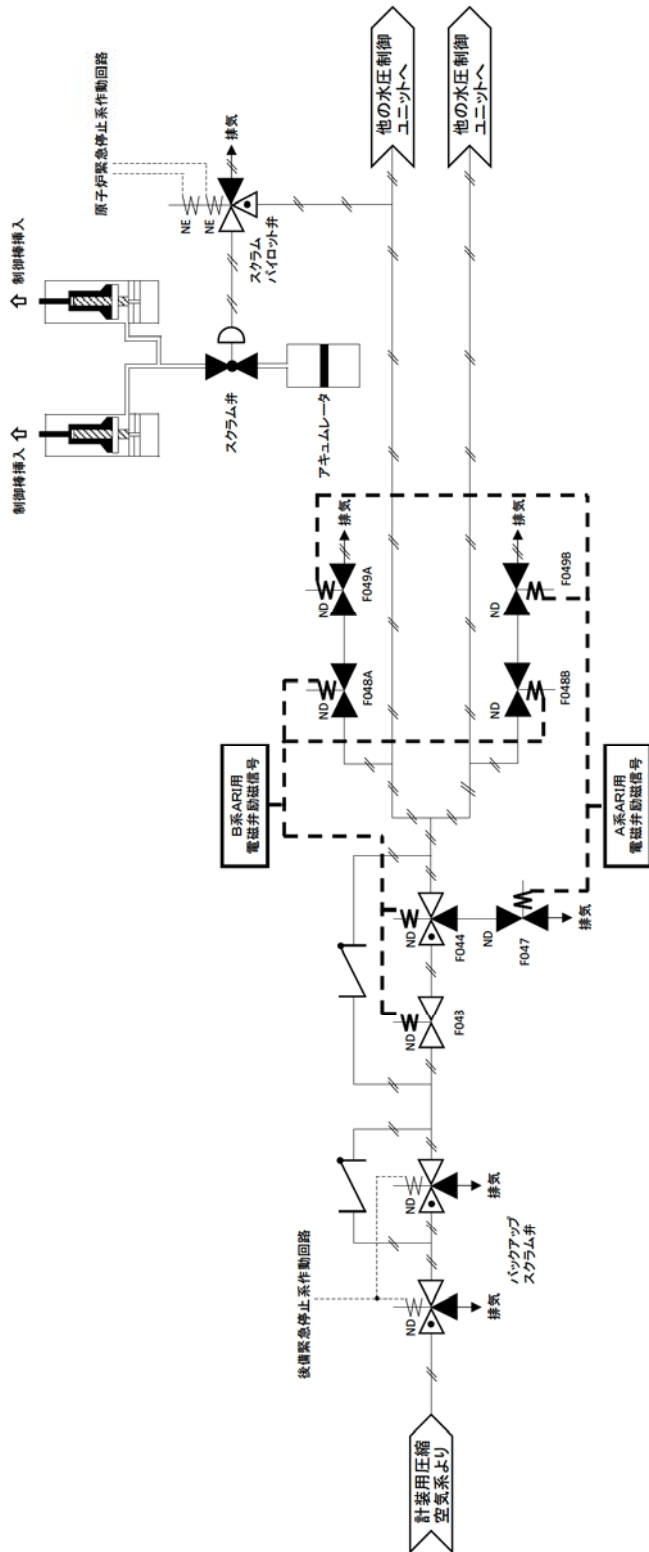 計装用圧縮
空気系より
後備緊急停止系作動回路
ND
ND
排気
排気
バックアップ
スクラム弁
ND
F043
ND
F044
ND
F047
排気
B系ARI用
電磁弁励磁信号
A系ARI用
電磁弁励磁信号
ND
F048A
ND
F049A
排気
ND
F048B
ND
F049B
排気
制御棒挿入
制御棒挿入
スクラム弁
アキュムレータ
原子炉緊急停止系作動回路
NE
NE
排気
スクラム
パイロット弁
他の水圧制御
ユニットへ
他の水圧制御
ユニットへ